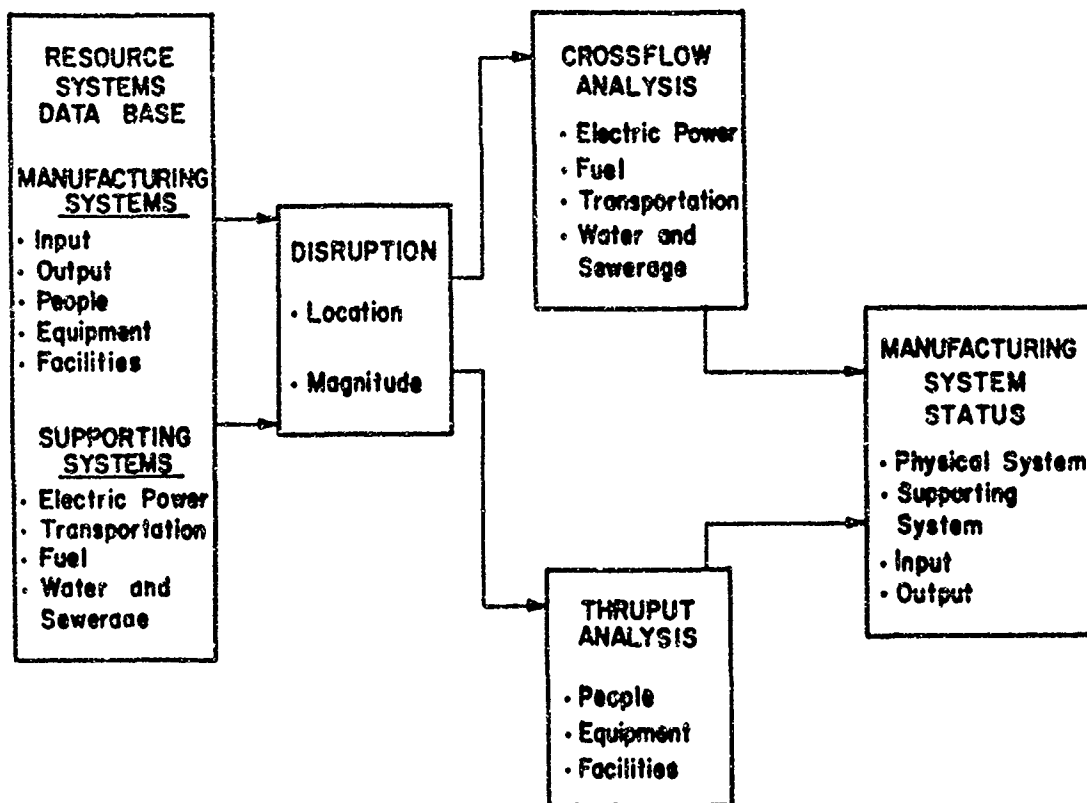 RESOURCE
SYSTEMS
DATA BASE
MANUFACTURING
SYSTEMS
· Input
· Output
· People
· Equipment
· Facilities
SUPPORTING
SYSTEMS
· Electric Power
· Transportation
· Fuel
· Water and
Sewerage
DISRUPTION
· Location
· Magnitude
CROSSFLOW
ANALYSIS
· Electric Power
· Fuel
· Transportation
· Water and
Sewerage
THRUPUT
ANALYSIS
· People
· Equipment
· Facilities
MANUFACTURING
SYSTEM
STATUS
· Physical System
· Supporting
System
· Input
· Output